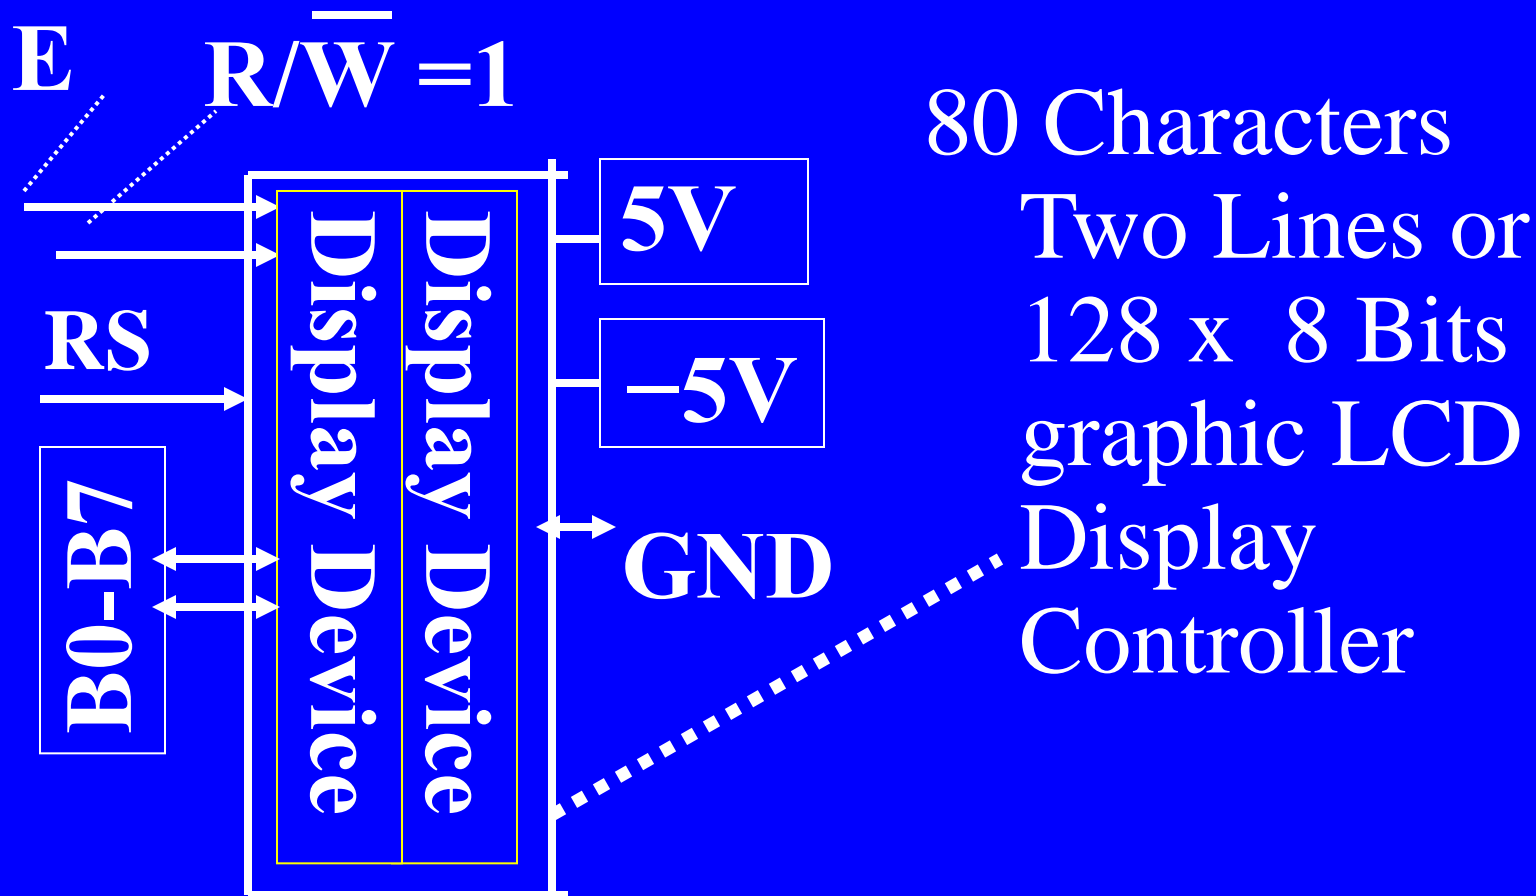 E
R/W̅ =1
80 Characters
Two Lines or
128 x 8 Bits
graphic LCD
Display
Controller
5V
–5V
GND
RS
B0-B7
Display Device
Display Device